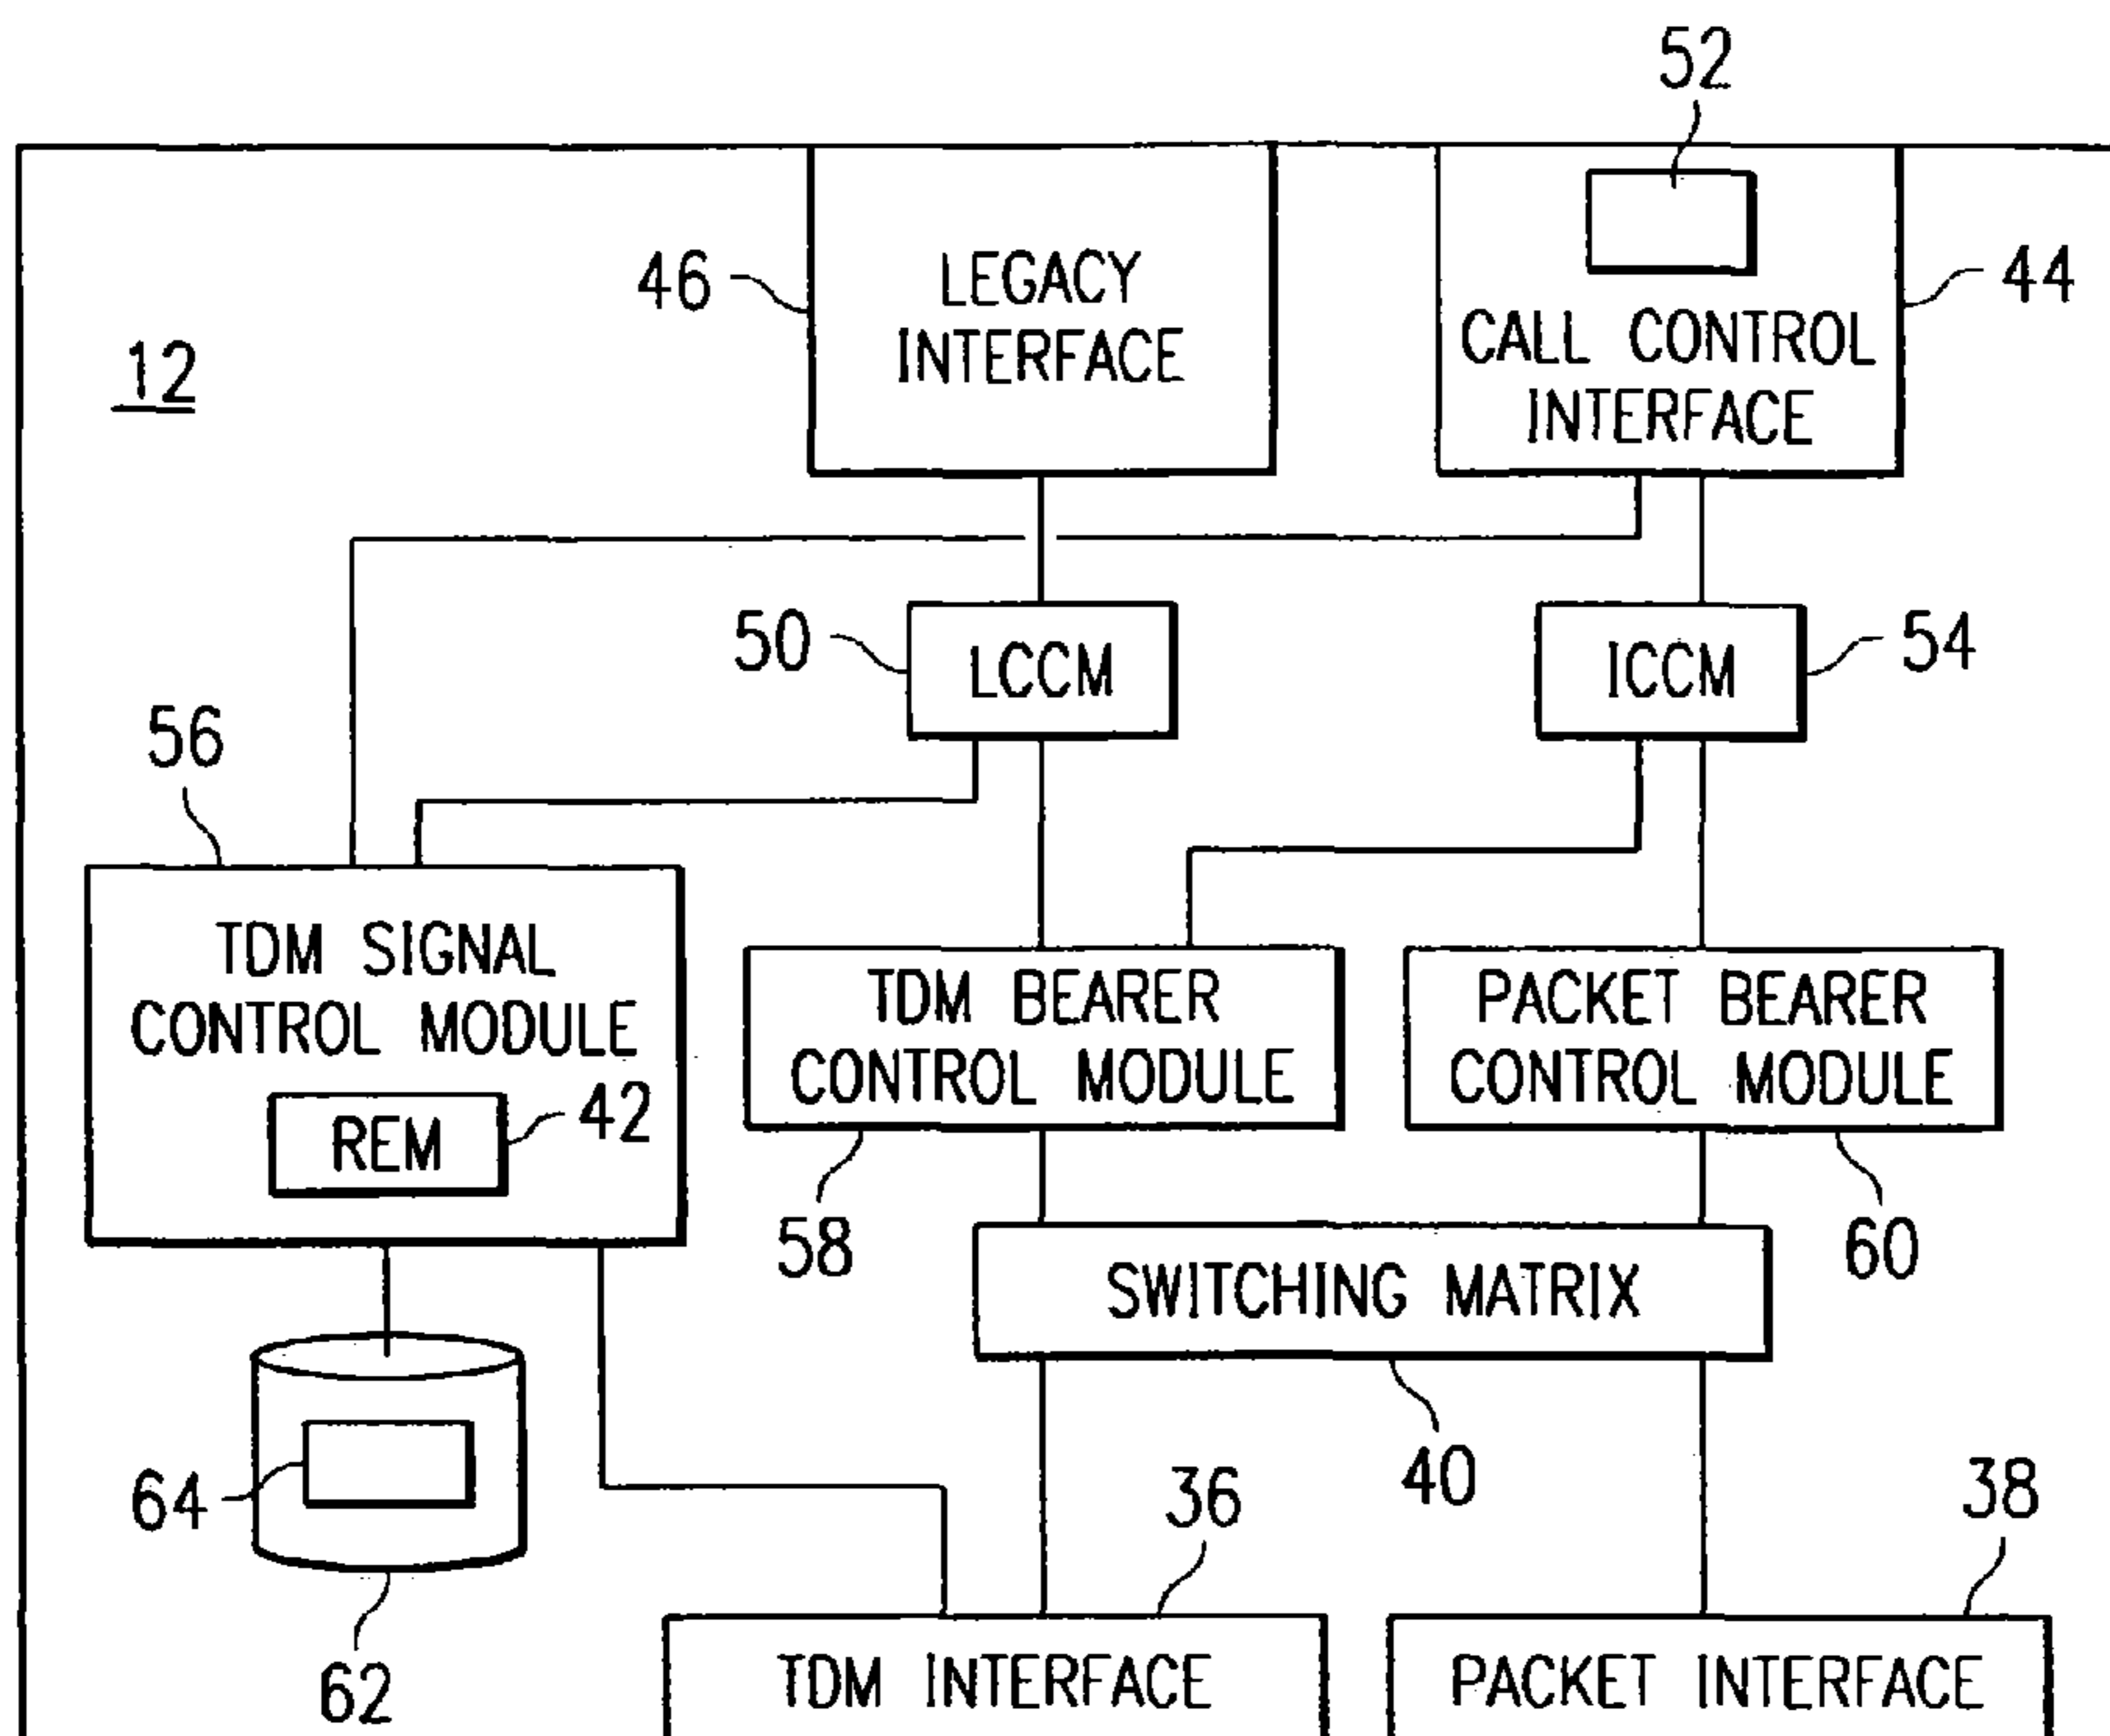 52
46
LEGACY
INTERFACE
44
CALL CONTROL
INTERFACE
12
50
LCCM
ICCM
54
56
TDM SIGNAL
CONTROL MODULE
REM
42
TDM BEARER
CONTROL MODULE
PACKET BEARER
CONTROL MODULE
58
60
SWITCHING MATRIX
40
64
36
38
62
TDM INTERFACE
PACKET INTERFACE